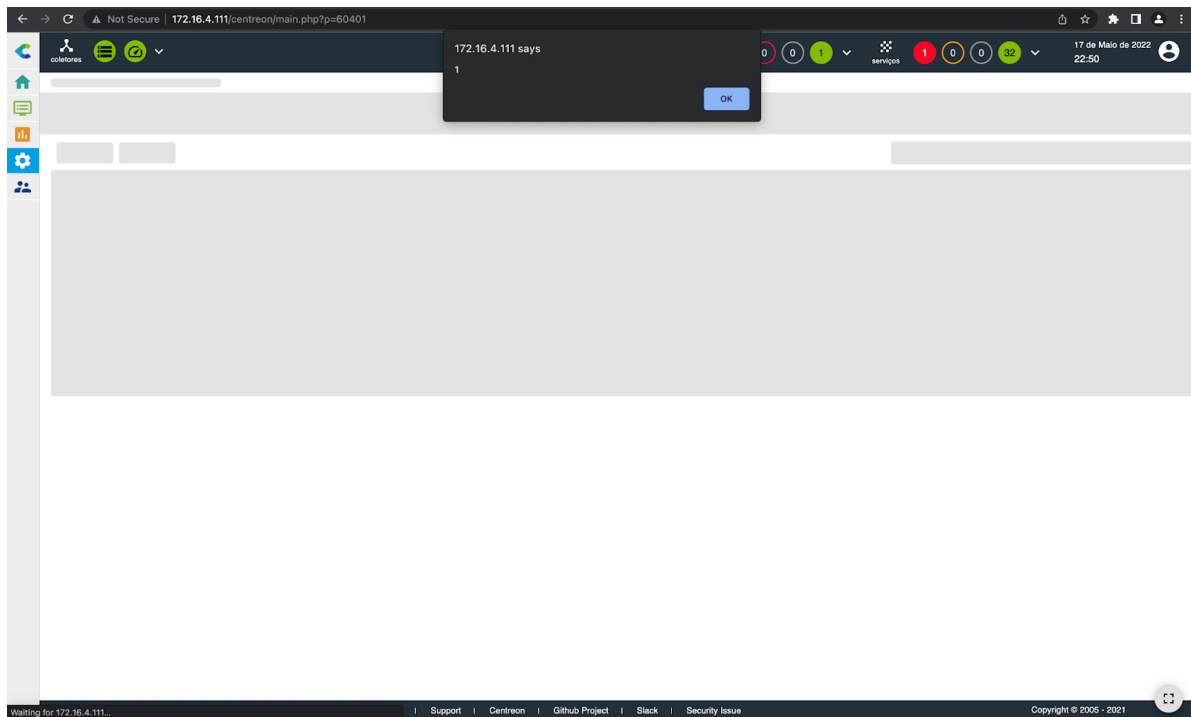 Not Secure | 172.16.4.111/centreon/main.php?p=60401
172.16.4.111 says
1
OK
coletores
0 0 1
serviços
1 0 0 32
17 de Maio de 2022
22:50
Waiting for 172.16.4.111...
| Support | Centreon | Github Project | Slack | Security Issue
Copyright © 2005 - 2021